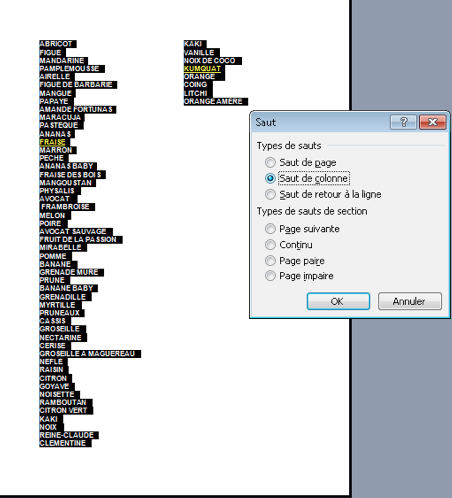 ABRICOT
FIGUE
MANDARINE
PAMPLEMOUSSE
AIRELLE
FIGUE DE BARBARIE
MANGUE
PAPAYE
AMANDE FORTUNAS
MARACUJA
PASTEQUE
ANANAS
FRAISE
MARRON
PECHE
ANANAS BABY
FRAISE DES BOIS
MANGOUSTAN
PHYSALIS
AVOCAT
FRAMBROISE
MELON
POIRE
AVOCAT SAUVAGE
FRUIT DE LA PASSION
MIRABELLE
POMME
BANANE
GRENADE MURE
PRUNE
BANANE BABY
GRENADILLE
MYRTILLE
PRUNEAUX
CASSIS
GROSEILLE
NECTARINE
CERISE
GROSEILLE A MAGUEREAU
NEFLE
RAISIN
CITRON
GOYAVE
NOISETTE
RAMBOUTAN
CITRON VERT
KAKI
NOIX
REINE-CLAUDE
CLEMENTINE
KAKI
VANILLE
NOIX DE COCO
KUMQUAT
ORANGE
COING
LITCHI
ORANGE AMERE
Saut
Types de sauts
Saut de page
Saut de colonne
Saut de retour à la ligne
Types de sauts de section
Page suivante
Continu
Page paire
Page impaire
OK
Annuler